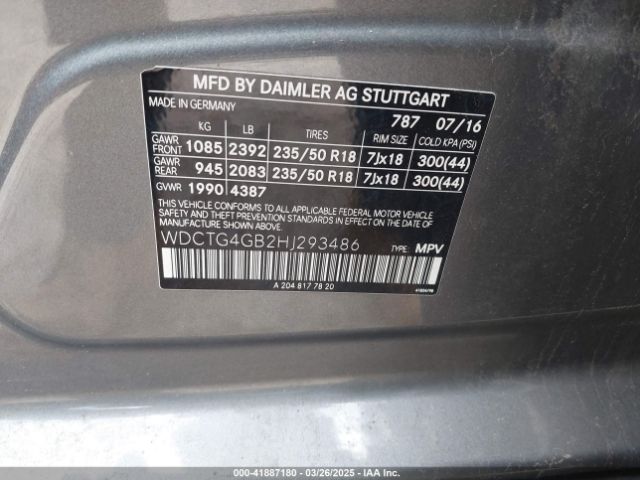 MFD BY DAIMLER AG STUTTGART
MADE IN GERMANY 787 07/16
KG LB TIRES RIM SIZE COLD KPA (PSI)
GAWR FRONT 1085 2392 235/50 R18 7Jx18 300(44)
GAWR REAR 945 2083 235/50 R18 7Jx18 300(44)
GVWR 1990 4387
THIS VEHICLE CONFORMS TO ALL APPLICABLE FEDERAL MOTOR VEHICLE
SAFETY STANDARDS IN EFFECT ON THE DATE OF MANUFACTURE SHOWN ABOVE.
WDCTG4GB2HJ293486 TYPE: MPV
A 204 817 78 20
000-41887180 | 03/26/2025 | IAA Inc.